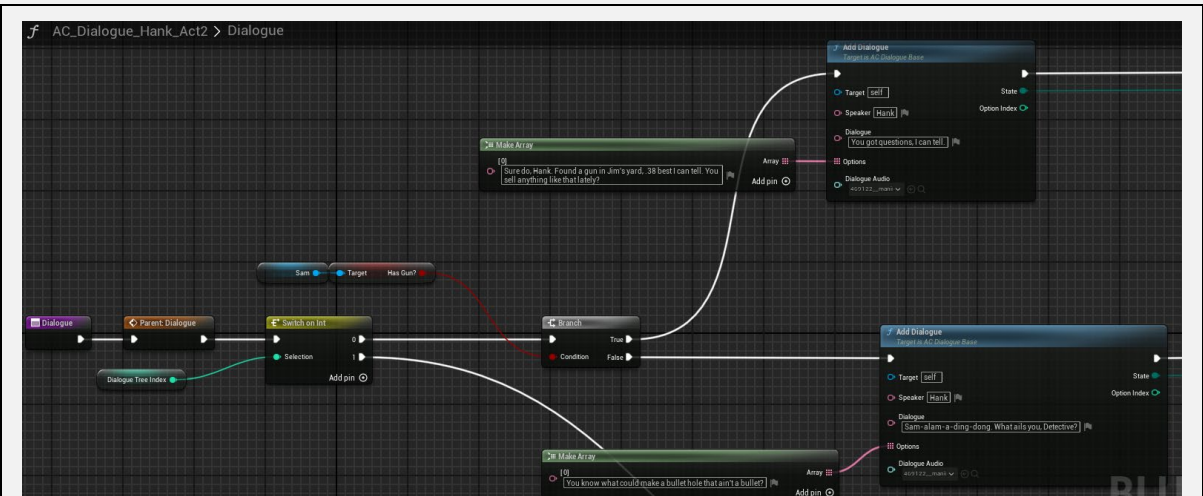 AC_Dialogue_Hank_Act2 > Dialogue
Add Dialogue
Target is AC Dialogue Base
Target self
State
Speaker Hank
Option Index
Dialogue
You got questions, I can tell.
Options
Dialogue Audio
Make Array
[0]
Array
Sure do, Hank. Found a gun in Jim's yard, .38 best I can tell. You
sell anything like that lately?
Add pin
Sam
Target
Has Gun?
Dialogue
Parent: Dialogue
Switch on Int
0
Selection
1
Add pin
Dialogue Tree Index
Branch
True
Condition
False
Add Dialogue
Target is AC Dialogue Base
Target self
State
Speaker Hank
Option Index
Dialogue
Sam-alam-a-ding-dong. What ails you, Detective?
Options
Dialogue Audio
Make Array
[0]
Array
You know what could make a bullet hole that ain't a bullet?
Add pin